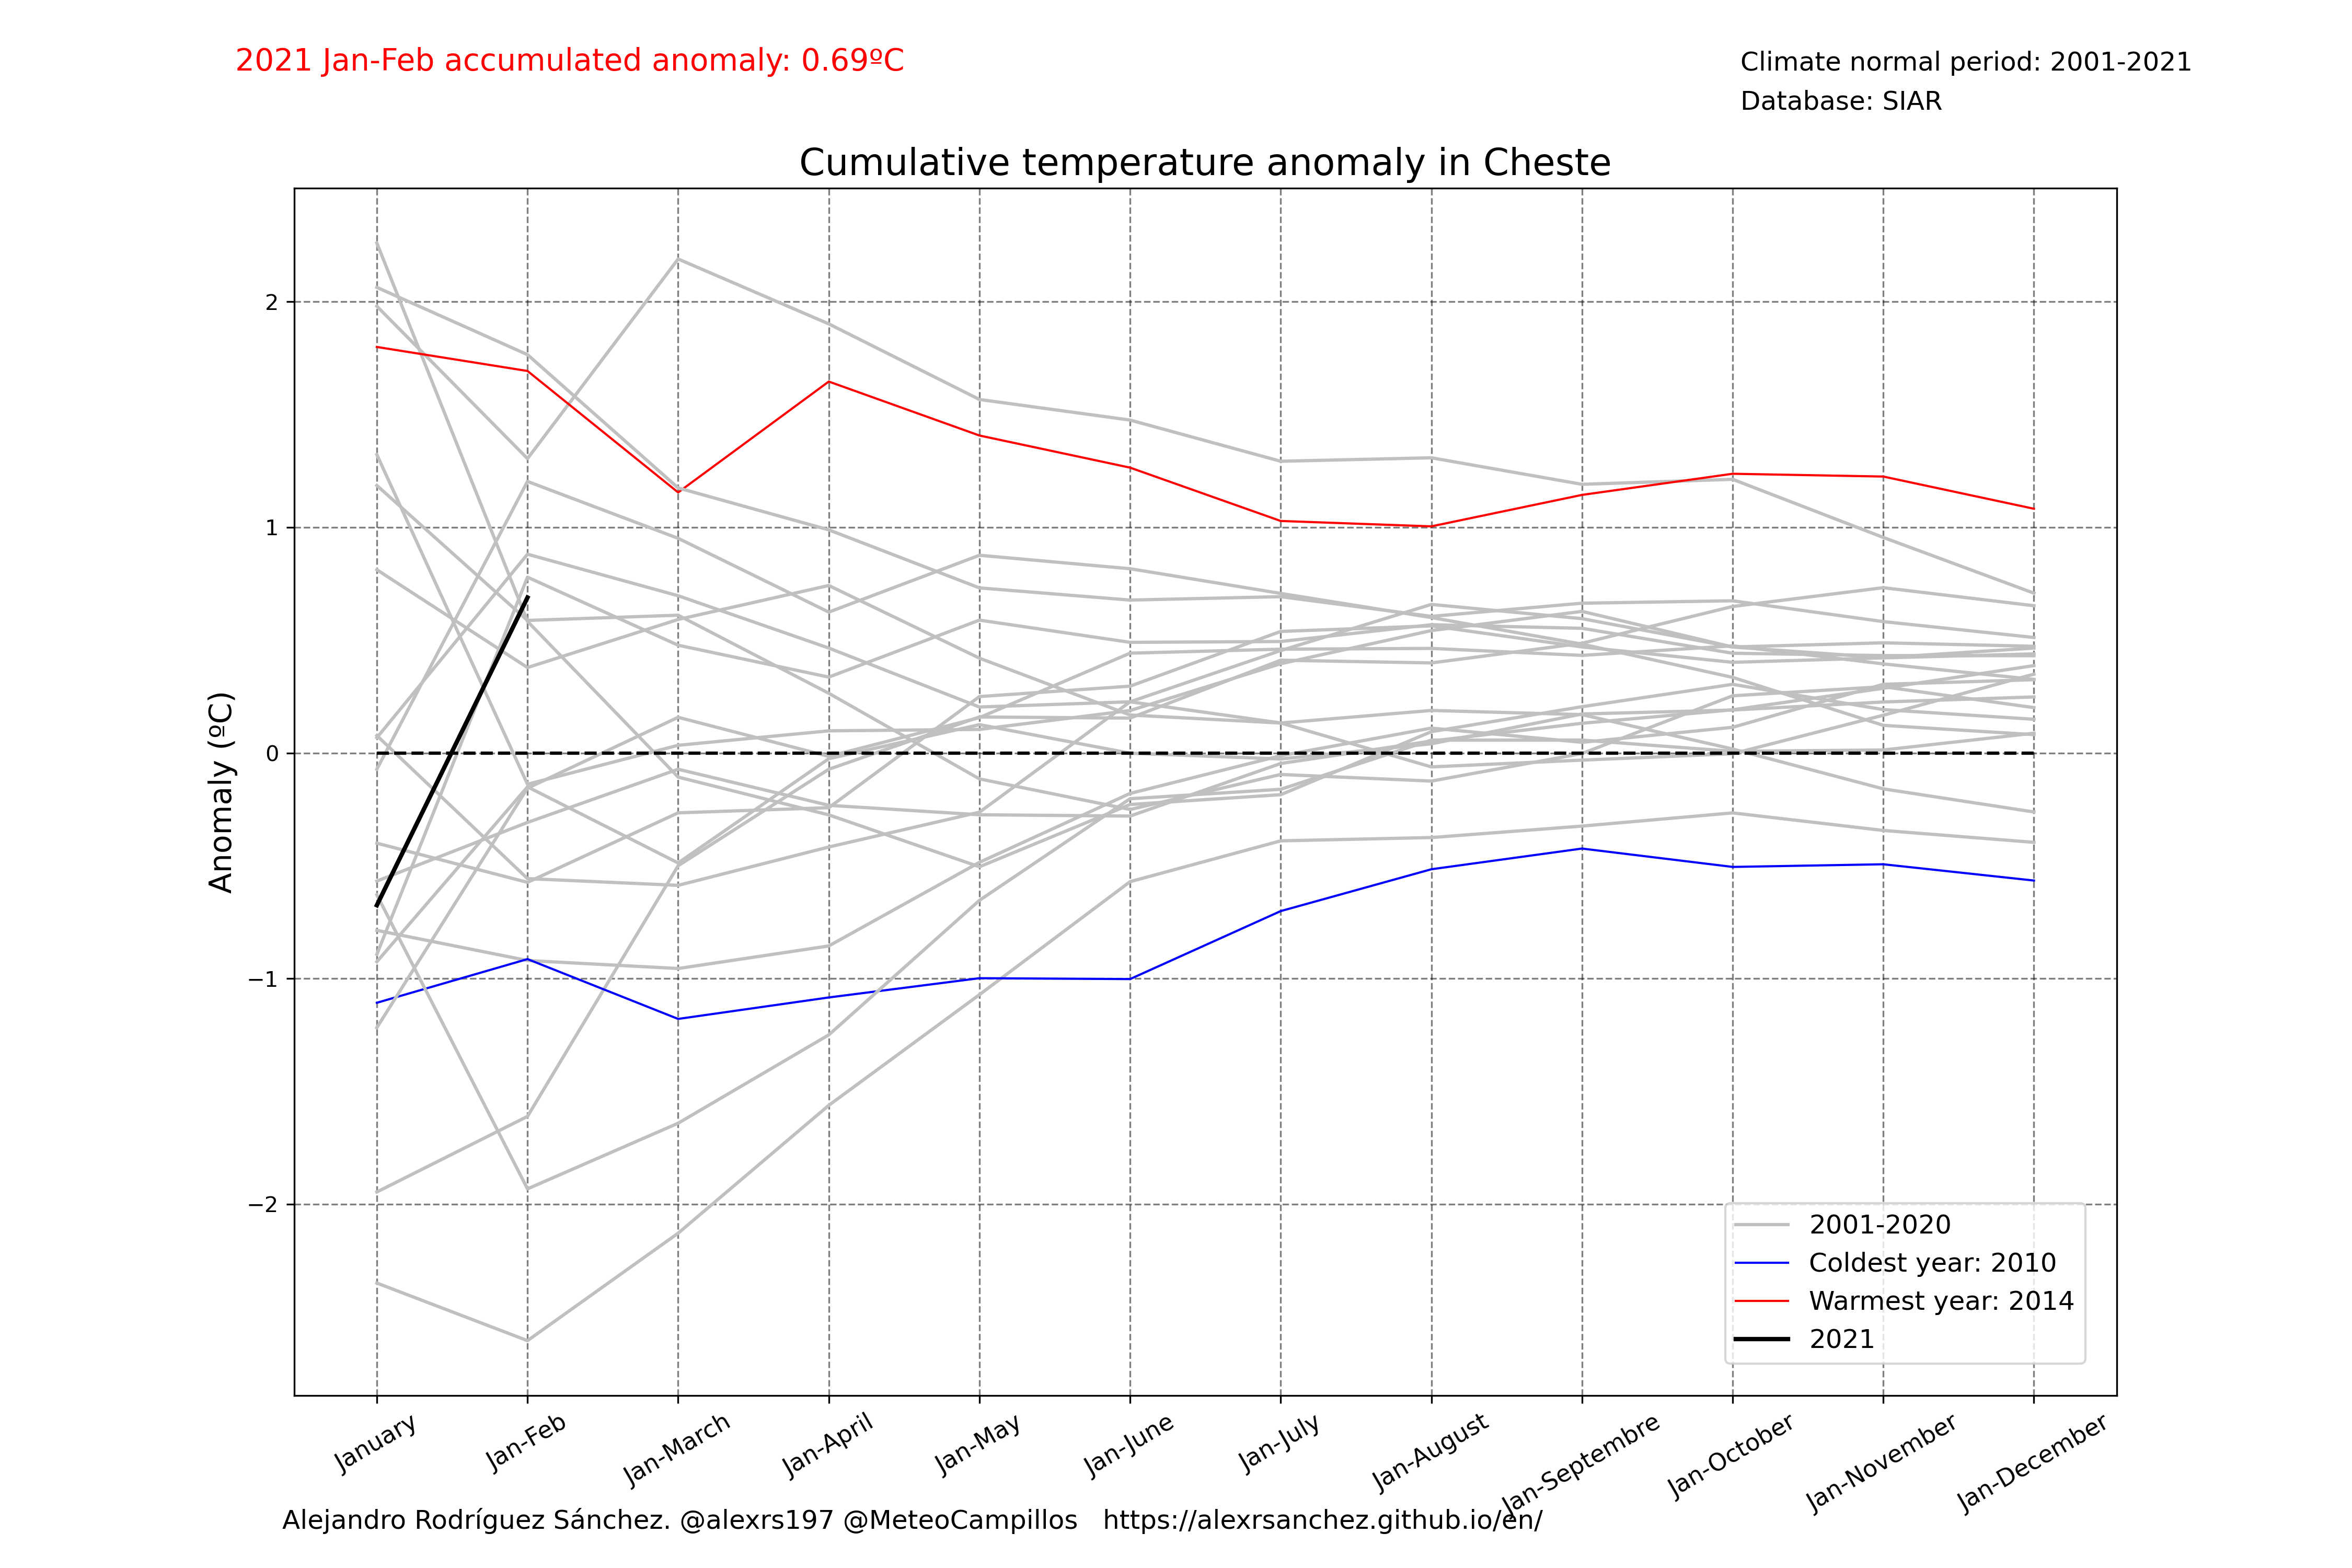 2021 Jan-Feb accumulated anomaly: 0.69ºC
Climate normal period: 2001-2021
Database: SIAR
Cumulative temperature anomaly in Cheste
Anomaly (ºC)
2
1
0
−1
−2
2001-2020
Coldest year: 2010
Warmest year: 2014
2021
January
Jan-Feb
Jan-March
Jan-April
Jan-May
Jan-June
Jan-July
Jan-August
Jan-Septembre
Jan-October
Jan-November
Jan-December
Alejandro Rodríguez Sánchez. @alexrs197 @MeteoCampillos   https://alexrsanchez.github.io/en/